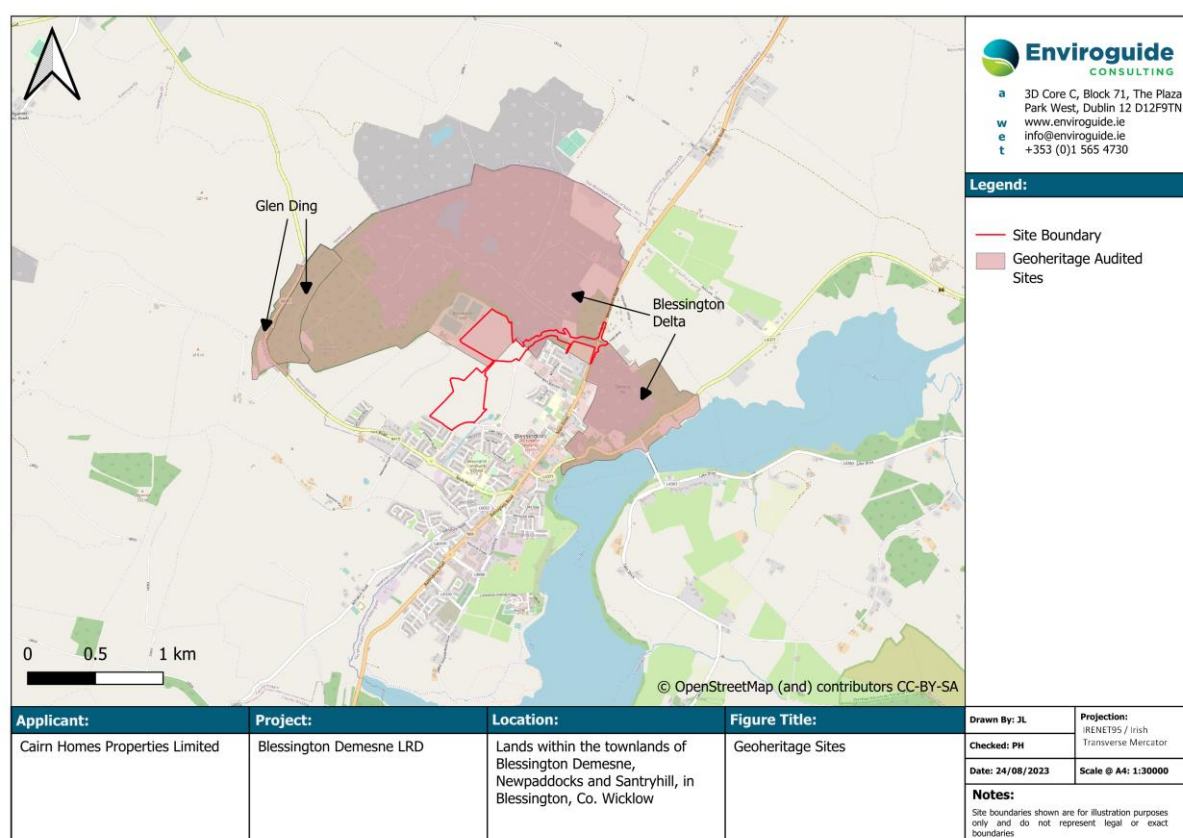 Enviroguide
CONSULTING
a 3D Core C, Block 71, The Plaza
Park West, Dublin 12 D12F9TN
w www.enviroguide.ie
e info@enviroguide.ie
t +353 (0)1 565 4730
Legend:
Site Boundary
Geoheritage Audited
Sites
Glen Ding
Blessington
Delta
Blessington
0 0.5 1 km
© OpenStreetMap (and) contributors CC-BY-SA
Applicant:
Cairn Homes Properties Limited
Project:
Blessington Demesne LRD
Location:
Lands within the townlands of
Blessington Demesne,
Newpaddocks and Santryhill, in
Blessington, Co. Wicklow
Figure Title:
Geoheritage Sites
Drawn By: JL
Checked: PH
Date: 24/08/2023
Projection:
IRENET95 / Irish
Transverse Mercator
Scale @ A4: 1:30000
Notes:
Site boundaries shown are for illustration purposes
only and do not represent legal or exact
boundaries